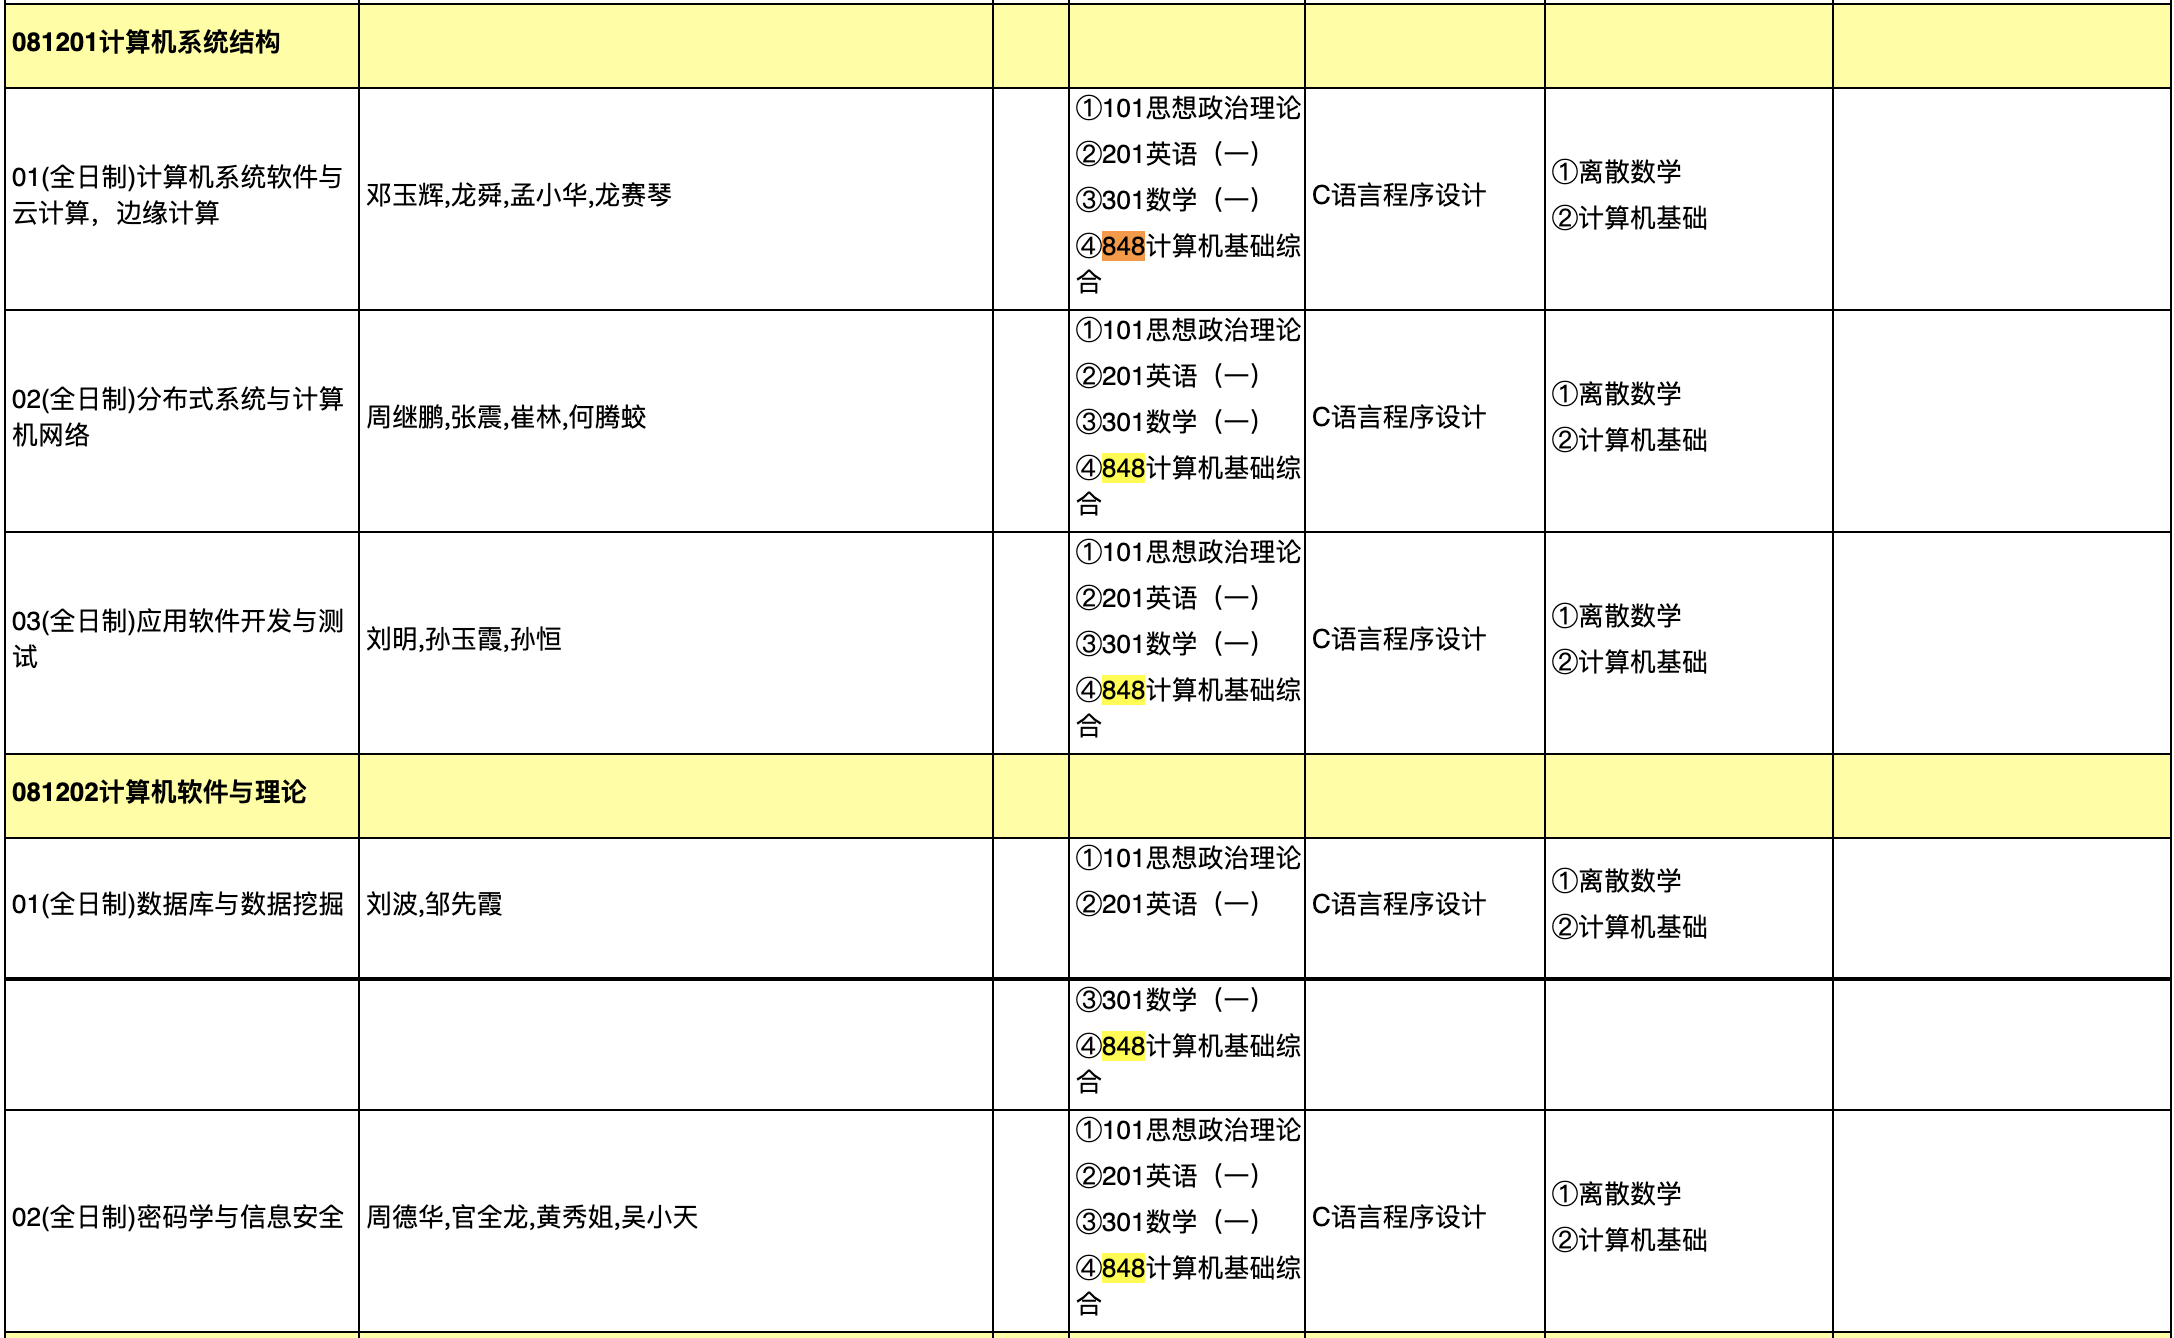 081201计算机系统结构
01(全日制)计算机系统软件与
云计算，边缘计算
邓玉辉,龙舜,孟小华,龙赛琴
①101思想政治理论
②201英语（一）
③301数学（一）
④848计算机基础综
合
C语言程序设计
①离散数学
②计算机基础
02(全日制)分布式系统与计算
机网络
周继鹏,张震,崔林,何腾蛟
①101思想政治理论
②201英语（一）
③301数学（一）
④848计算机基础综
合
C语言程序设计
①离散数学
②计算机基础
03(全日制)应用软件开发与测
试
刘明,孙玉霞,孙恒
①101思想政治理论
②201英语（一）
③301数学（一）
④848计算机基础综
合
C语言程序设计
①离散数学
②计算机基础
081202计算机软件与理论
01(全日制)数据库与数据挖掘
刘波,邹先霞
①101思想政治理论
②201英语（一）
C语言程序设计
①离散数学
②计算机基础
③301数学（一）
④848计算机基础综
合
02(全日制)密码学与信息安全
周德华,官全龙,黄秀姐,吴小天
①101思想政治理论
②201英语（一）
③301数学（一）
④848计算机基础综
合
C语言程序设计
①离散数学
②计算机基础